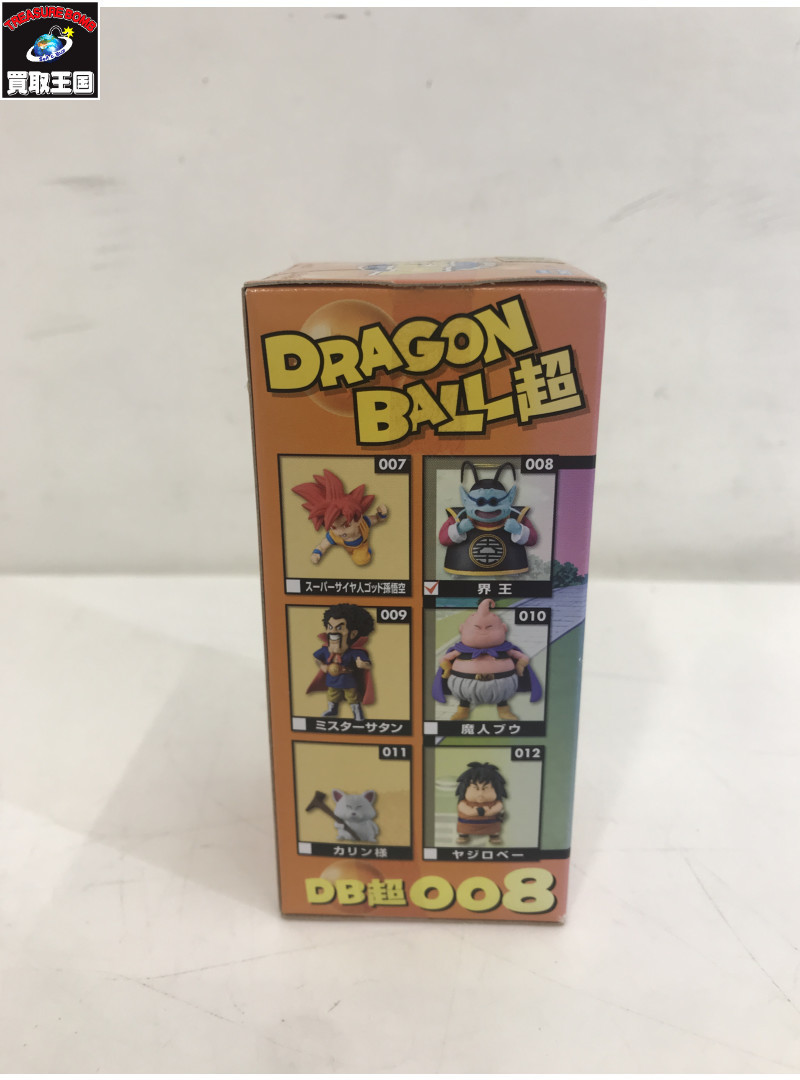 TREASURE BOMB
買取王国
DRAGON
BALL超
007
008
スーパーサイヤ人ゴッド孫悟空
界王
009
010
ミスターサタン
魔人ブウ
011
012
カリン様
ヤジロベー
DB超008